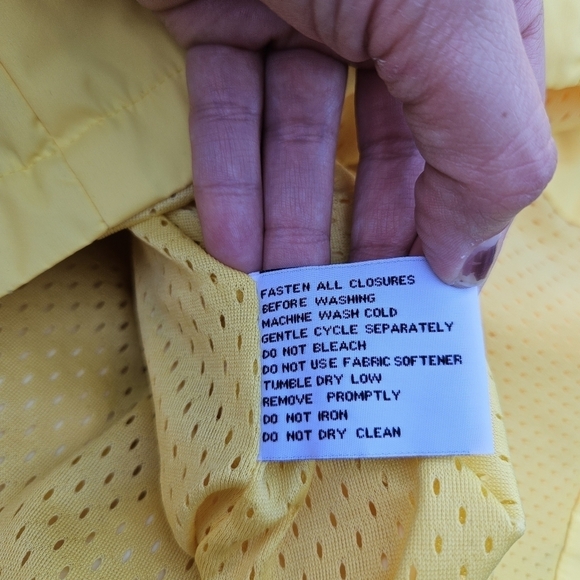 FASTEN ALL CLOSURES
BEFORE WASHING
MACHINE WASH COLD
GENTLE CYCLE SEPARATELY
DO NOT BLEACH
DO NOT USE FABRIC SOFTENER
TUMBLE DRY LOW
REMOVE PROMPTLY
DO NOT IRON
DO NOT DRY CLEAN